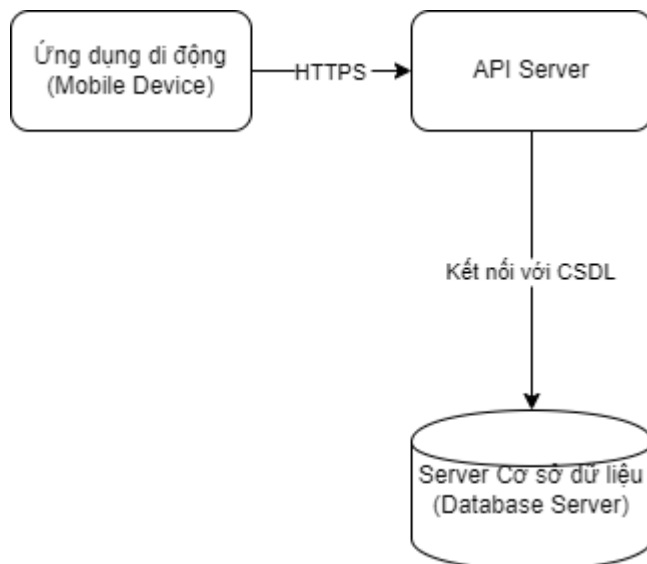 Ứng dụng di động
(Mobile Device)
HTTPS
API Server
Kết nối với CSDL
Server Cơ sở dữ liệu
(Database Server)